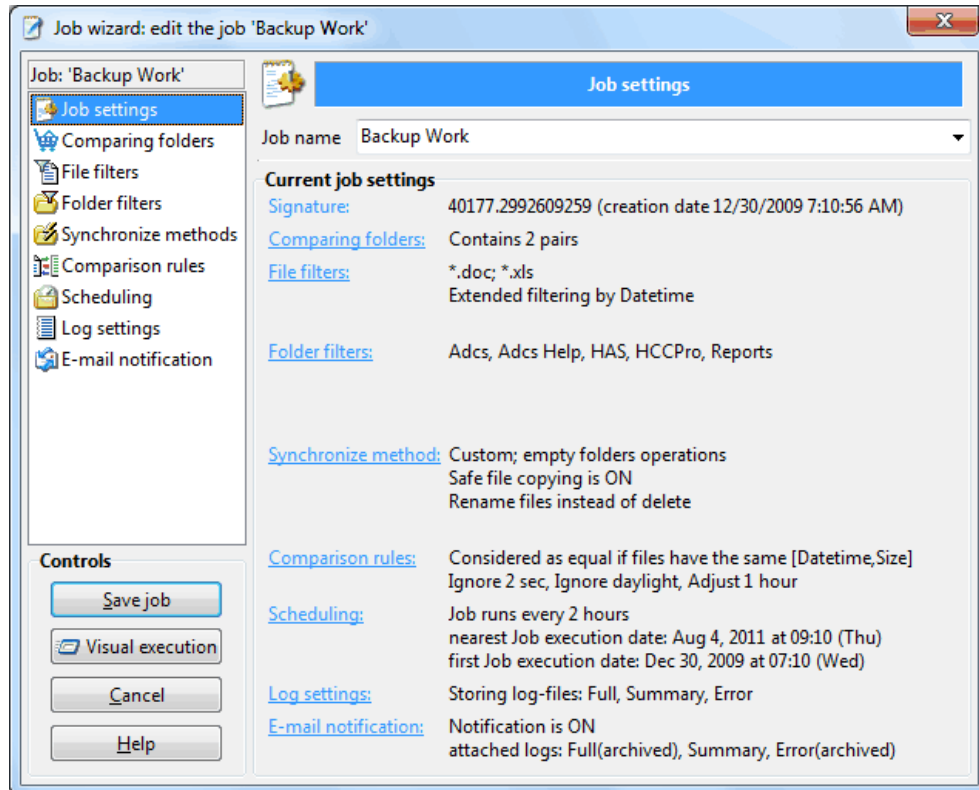 Job wizard: edit the job 'Backup Work'
Job: 'Backup Work'
Job settings
Comparing folders
File filters
Folder filters
Synchronize methods
Comparison rules
Scheduling
Log settings
E-mail notification
Controls
Save job
Visual execution
Cancel
Help
Job settings
Job name Backup Work
Current job settings
Signature: 40177.2992609259 (creation date 12/30/2009 7:10:56 AM)
Comparing folders: Contains 2 pairs
File filters: *.doc; *.xls
Extended filtering by Datetime
Folder filters: Adcs, Adcs Help, HAS, HCCPro, Reports
Synchronize method: Custom; empty folders operations
Safe file copying is ON
Rename files instead of delete
Comparison rules: Considered as equal if files have the same [Datetime,Size]
Ignore 2 sec, Ignore daylight, Adjust 1 hour
Scheduling: Job runs every 2 hours
nearest Job execution date: Aug 4, 2011 at 09:10 (Thu)
first Job execution date: Dec 30, 2009 at 07:10 (Wed)
Log settings: Storing log-files: Full, Summary, Error
E-mail notification: Notification is ON
attached logs: Full(archived), Summary, Error(archived)